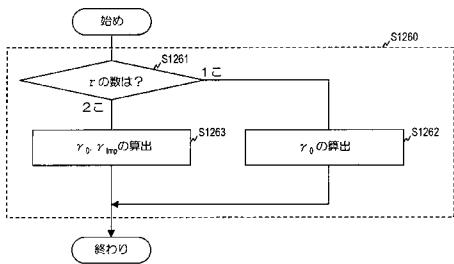 始め
S1260
S1261
rの数は？
1こ
2こ
γ0, γimpの算出
S1263
γ0の算出
S1262
終わり